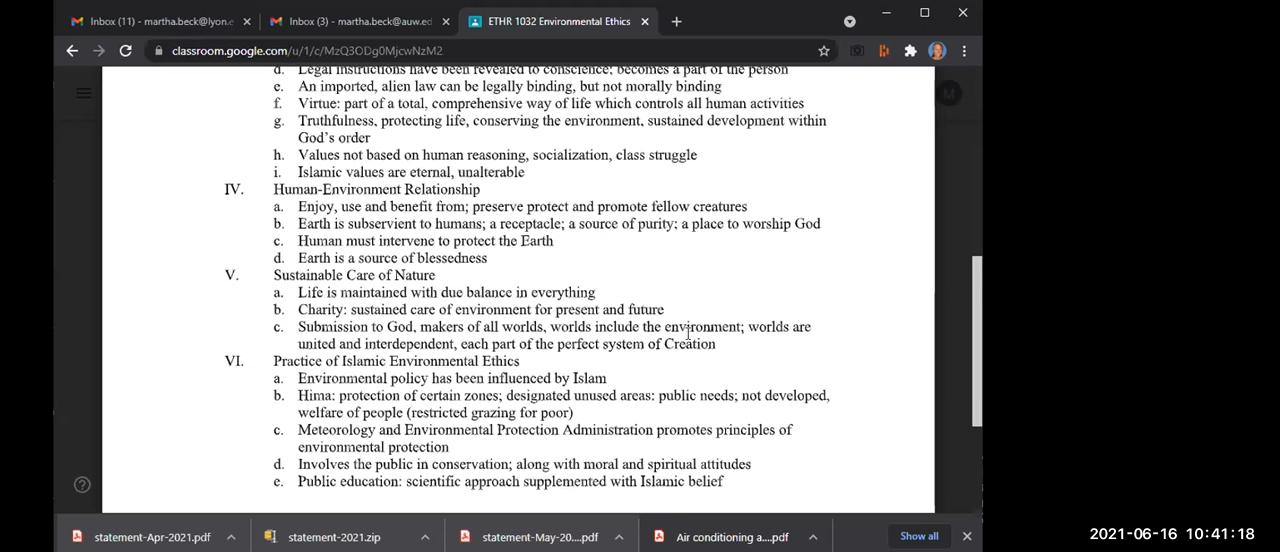 Inbox (11) - martha.beck@lyon.e
Inbox (3) - martha.beck@auw.ed
ETHR 1032 Environmental Ethics
classroom.google.com/u/1/c/MzQ3ODg0MjcwNzM2
d. Legal instructions have been revealed to conscience; becomes a part of the person
e. An imported, alien law can be legally binding, but not morally binding
f. Virtue: part of a total, comprehensive way of life which controls all human activities
g. Truthfulness, protecting life, conserving the environment, sustained development within
God's order
h. Values not based on human reasoning, socialization, class struggle
i. Islamic values are eternal, unalterable
IV. Human-Environment Relationship
a. Enjoy, use and benefit from; preserve protect and promote fellow creatures
b. Earth is subservient to humans; a receptacle; a source of purity; a place to worship God
c. Human must intervene to protect the Earth
d. Earth is a source of blessedness
V. Sustainable Care of Nature
a. Life is maintained with due balance in everything
b. Charity: sustained care of environment for present and future
c. Submission to God, makers of all worlds, worlds include the environment; worlds are
united and interdependent, each part of the perfect system of Creation
VI. Practice of Islamic Environmental Ethics
a. Environmental policy has been influenced by Islam
b. Hima: protection of certain zones; designated unused areas: public needs; not developed,
welfare of people (restricted grazing for poor)
c. Meteorology and Environmental Protection Administration promotes principles of
environmental protection
d. Involves the public in conservation; along with moral and spiritual attitudes
e. Public education: scientific approach supplemented with Islamic belief
M
statement-Apr-2021.pdf
statement-2021.zip
statement-May-20....pdf
Air conditioning a....pdf
Show all
2021-06-16 10:41:18